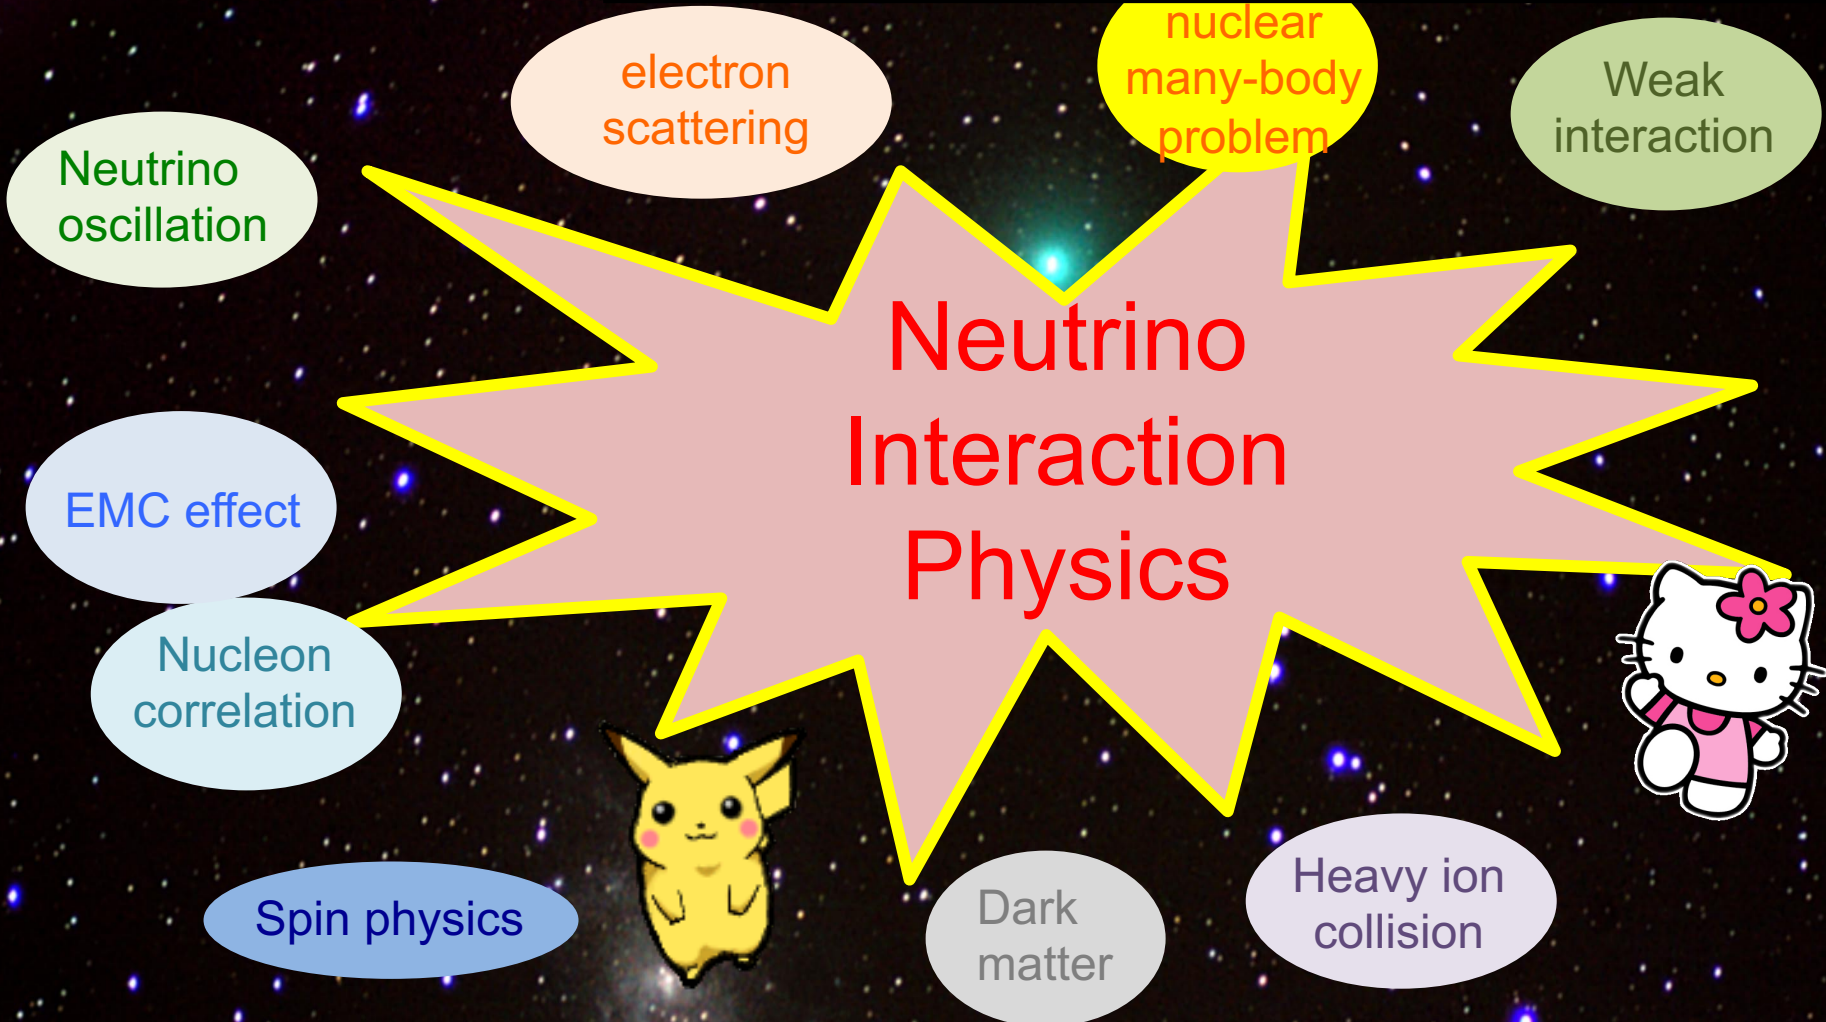 electron
scattering
nuclear
many-body
problem
Weak
interaction
Neutrino
oscillation
Neutrino
Interaction
Physics
EMC effect
Nucleon
correlation
Spin physics
Dark
matter
Heavy ion
collision